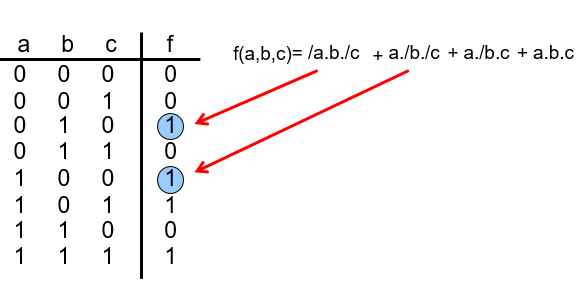 a b c f
f(a,b,c)= /a.b./c + a./b./c + a./b.c + a.b.c
0 0 0 0
0 0 1 0
0 1 0 1
0 1 1 0
1 0 0 1
1 0 1 1
1 1 0 0
1 1 1 1